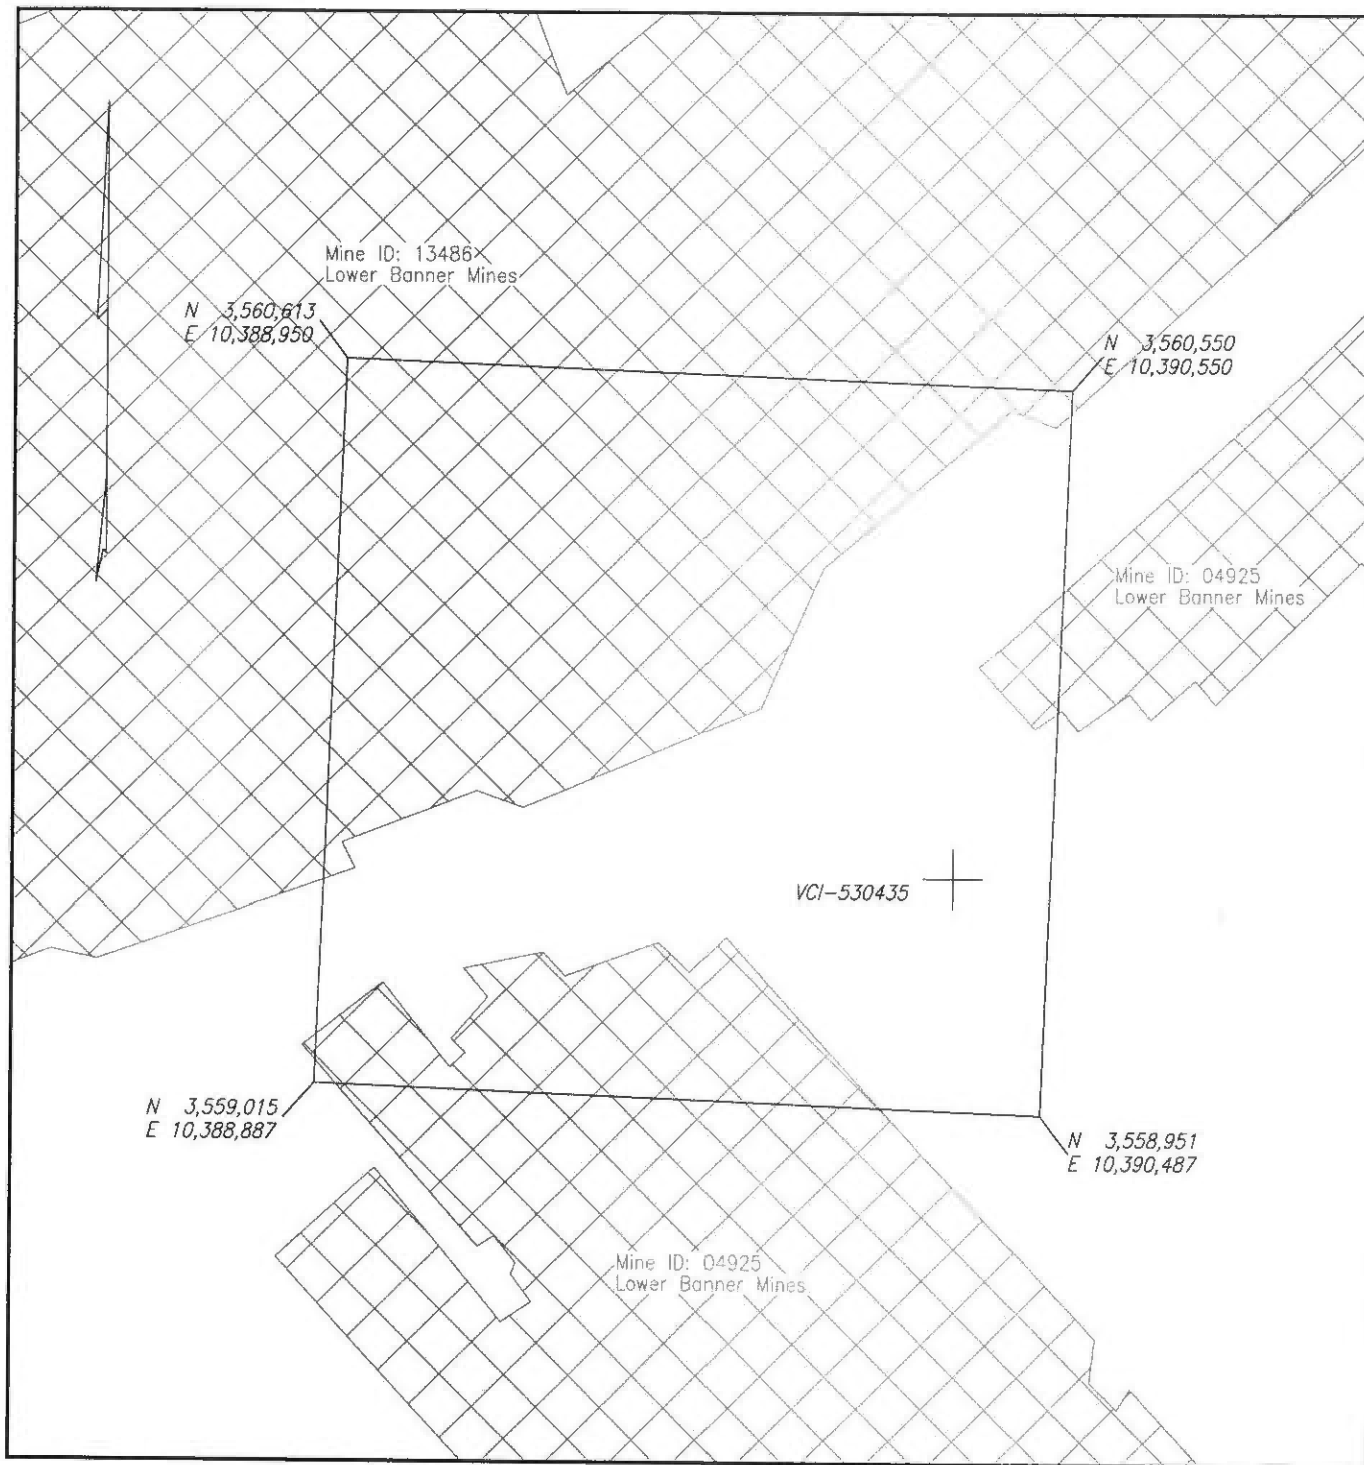 Mine ID: 13486
Lower Banner Mines
N 3,560,613
E 10,388,950
N 3,560,550
E 10,390,550
Mine ID: 04925
Lower Banner Mines
VCI-530435
N 3,559,015
E 10,388,887
N 3,558,951
E 10,390,487
Mine ID: 04925
Lower Banner Mines